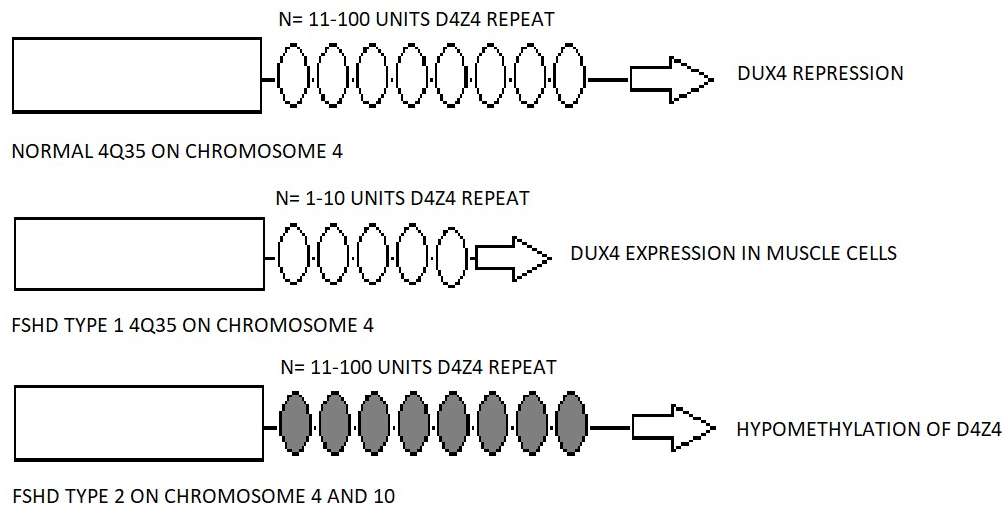 N= 11-100 UNITS D4Z4 REPEAT
DUX4 REPRESSION
NORMAL 4Q35 ON CHROMOSOME 4
N= 1-10 UNITS D4Z4 REPEAT
DUX4 EXPRESSION IN MUSCLE CELLS
FSHD TYPE 1 4Q35 ON CHROMOSOME 4
N= 11-100 UNITS D4Z4 REPEAT
HYPOMETHYLATION OF D4Z4
FSHD TYPE 2 ON CHROMOSOME 4 AND 10